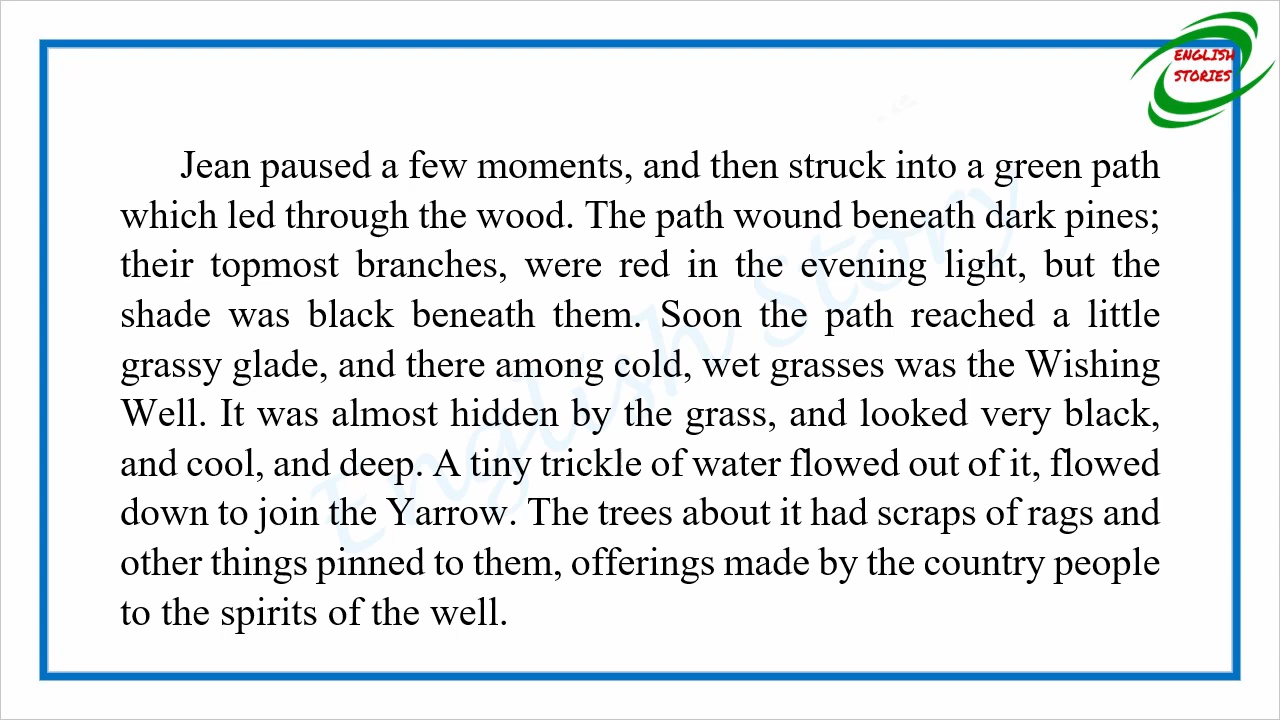 ENGLISH
STORIES
Jean paused a few moments, and then struck into a green path
which led through the wood. The path wound beneath dark pines;
their topmost branches, were red in the evening light, but the
shade was black beneath them. Soon the path reached a little
grassy glade, and there among cold, wet grasses was the Wishing
Well. It was almost hidden by the grass, and looked very black,
and cool, and deep. A tiny trickle of water flowed out of it, flowed
down to join the Yarrow. The trees about it had scraps of rags and
other things pinned to them, offerings made by the country people
to the spirits of the well.
English Story